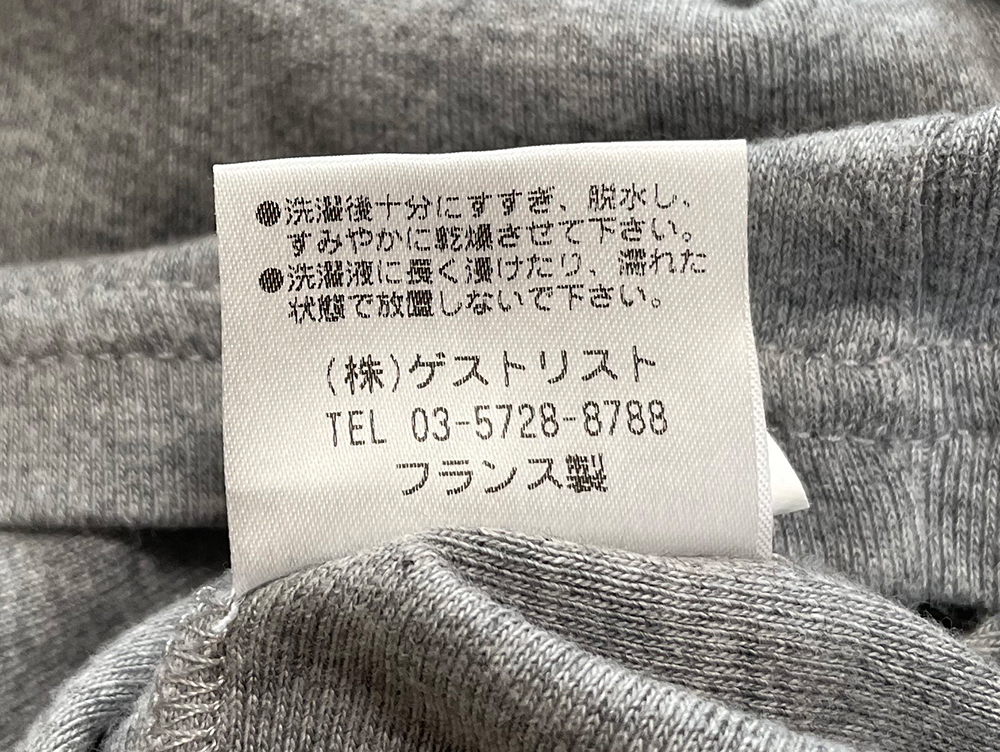 ●洗濯後十分にすすぎ、脱水し、
すみやかに乾燥させて下さい。
●洗濯液に長く浸けたり、濡れた
状態で放置しないで下さい。
(株)ゲストリスト
TEL 03-5728-8788
フランス製